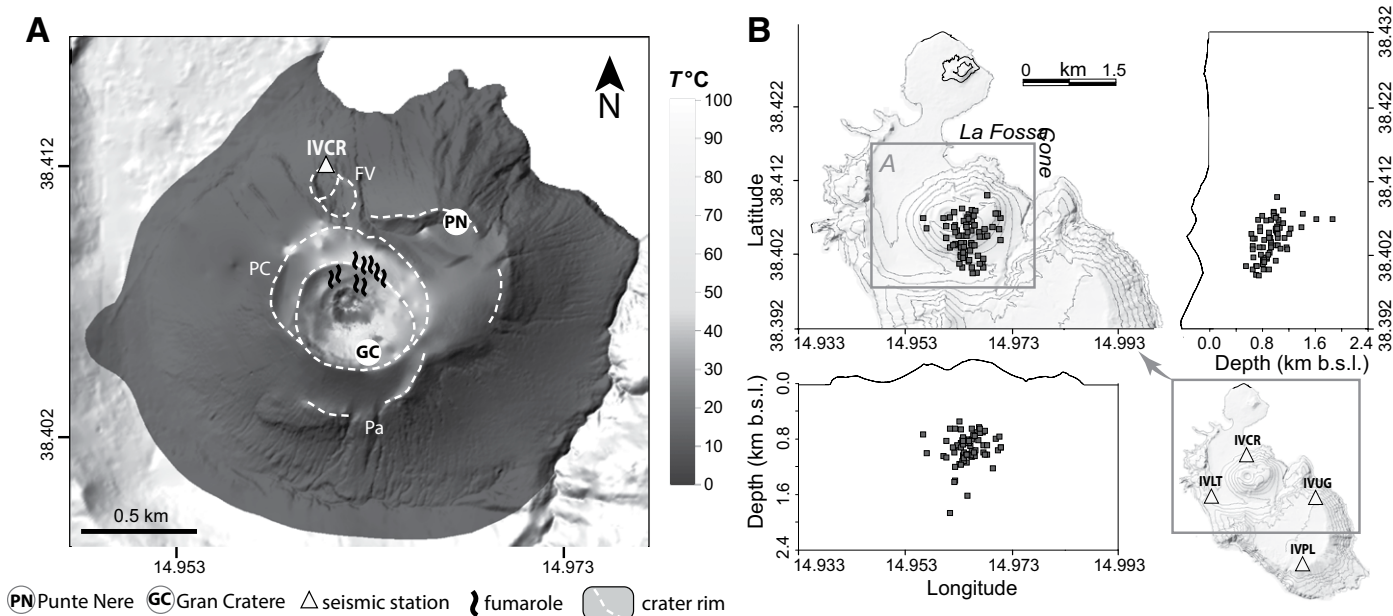 A
N
T°C
100
90
80
70
60
50
40
30
20
10
0
38.412
38.402
IVCR
FV
PN
PC
GC
Pa
0.5 km
14.953
14.973
PN Punte Nere
GC Gran Cratere
seismic station
fumarole
crater rim
B
0 km 1.5
La Fossa
Cone
A
Latitude
38.422
38.412
38.402
38.392
14.933
14.953
14.973
14.993
38.432
38.422
38.412
38.402
38.392
0.0
0.8
1.6
2.4
Depth (km b.s.l.)
Depth (km b.s.l.)
0.0
0.8
1.6
2.4
14.933
14.953
14.973
14.993
Longitude
IVCR
IVLT
IVUG
IVPL